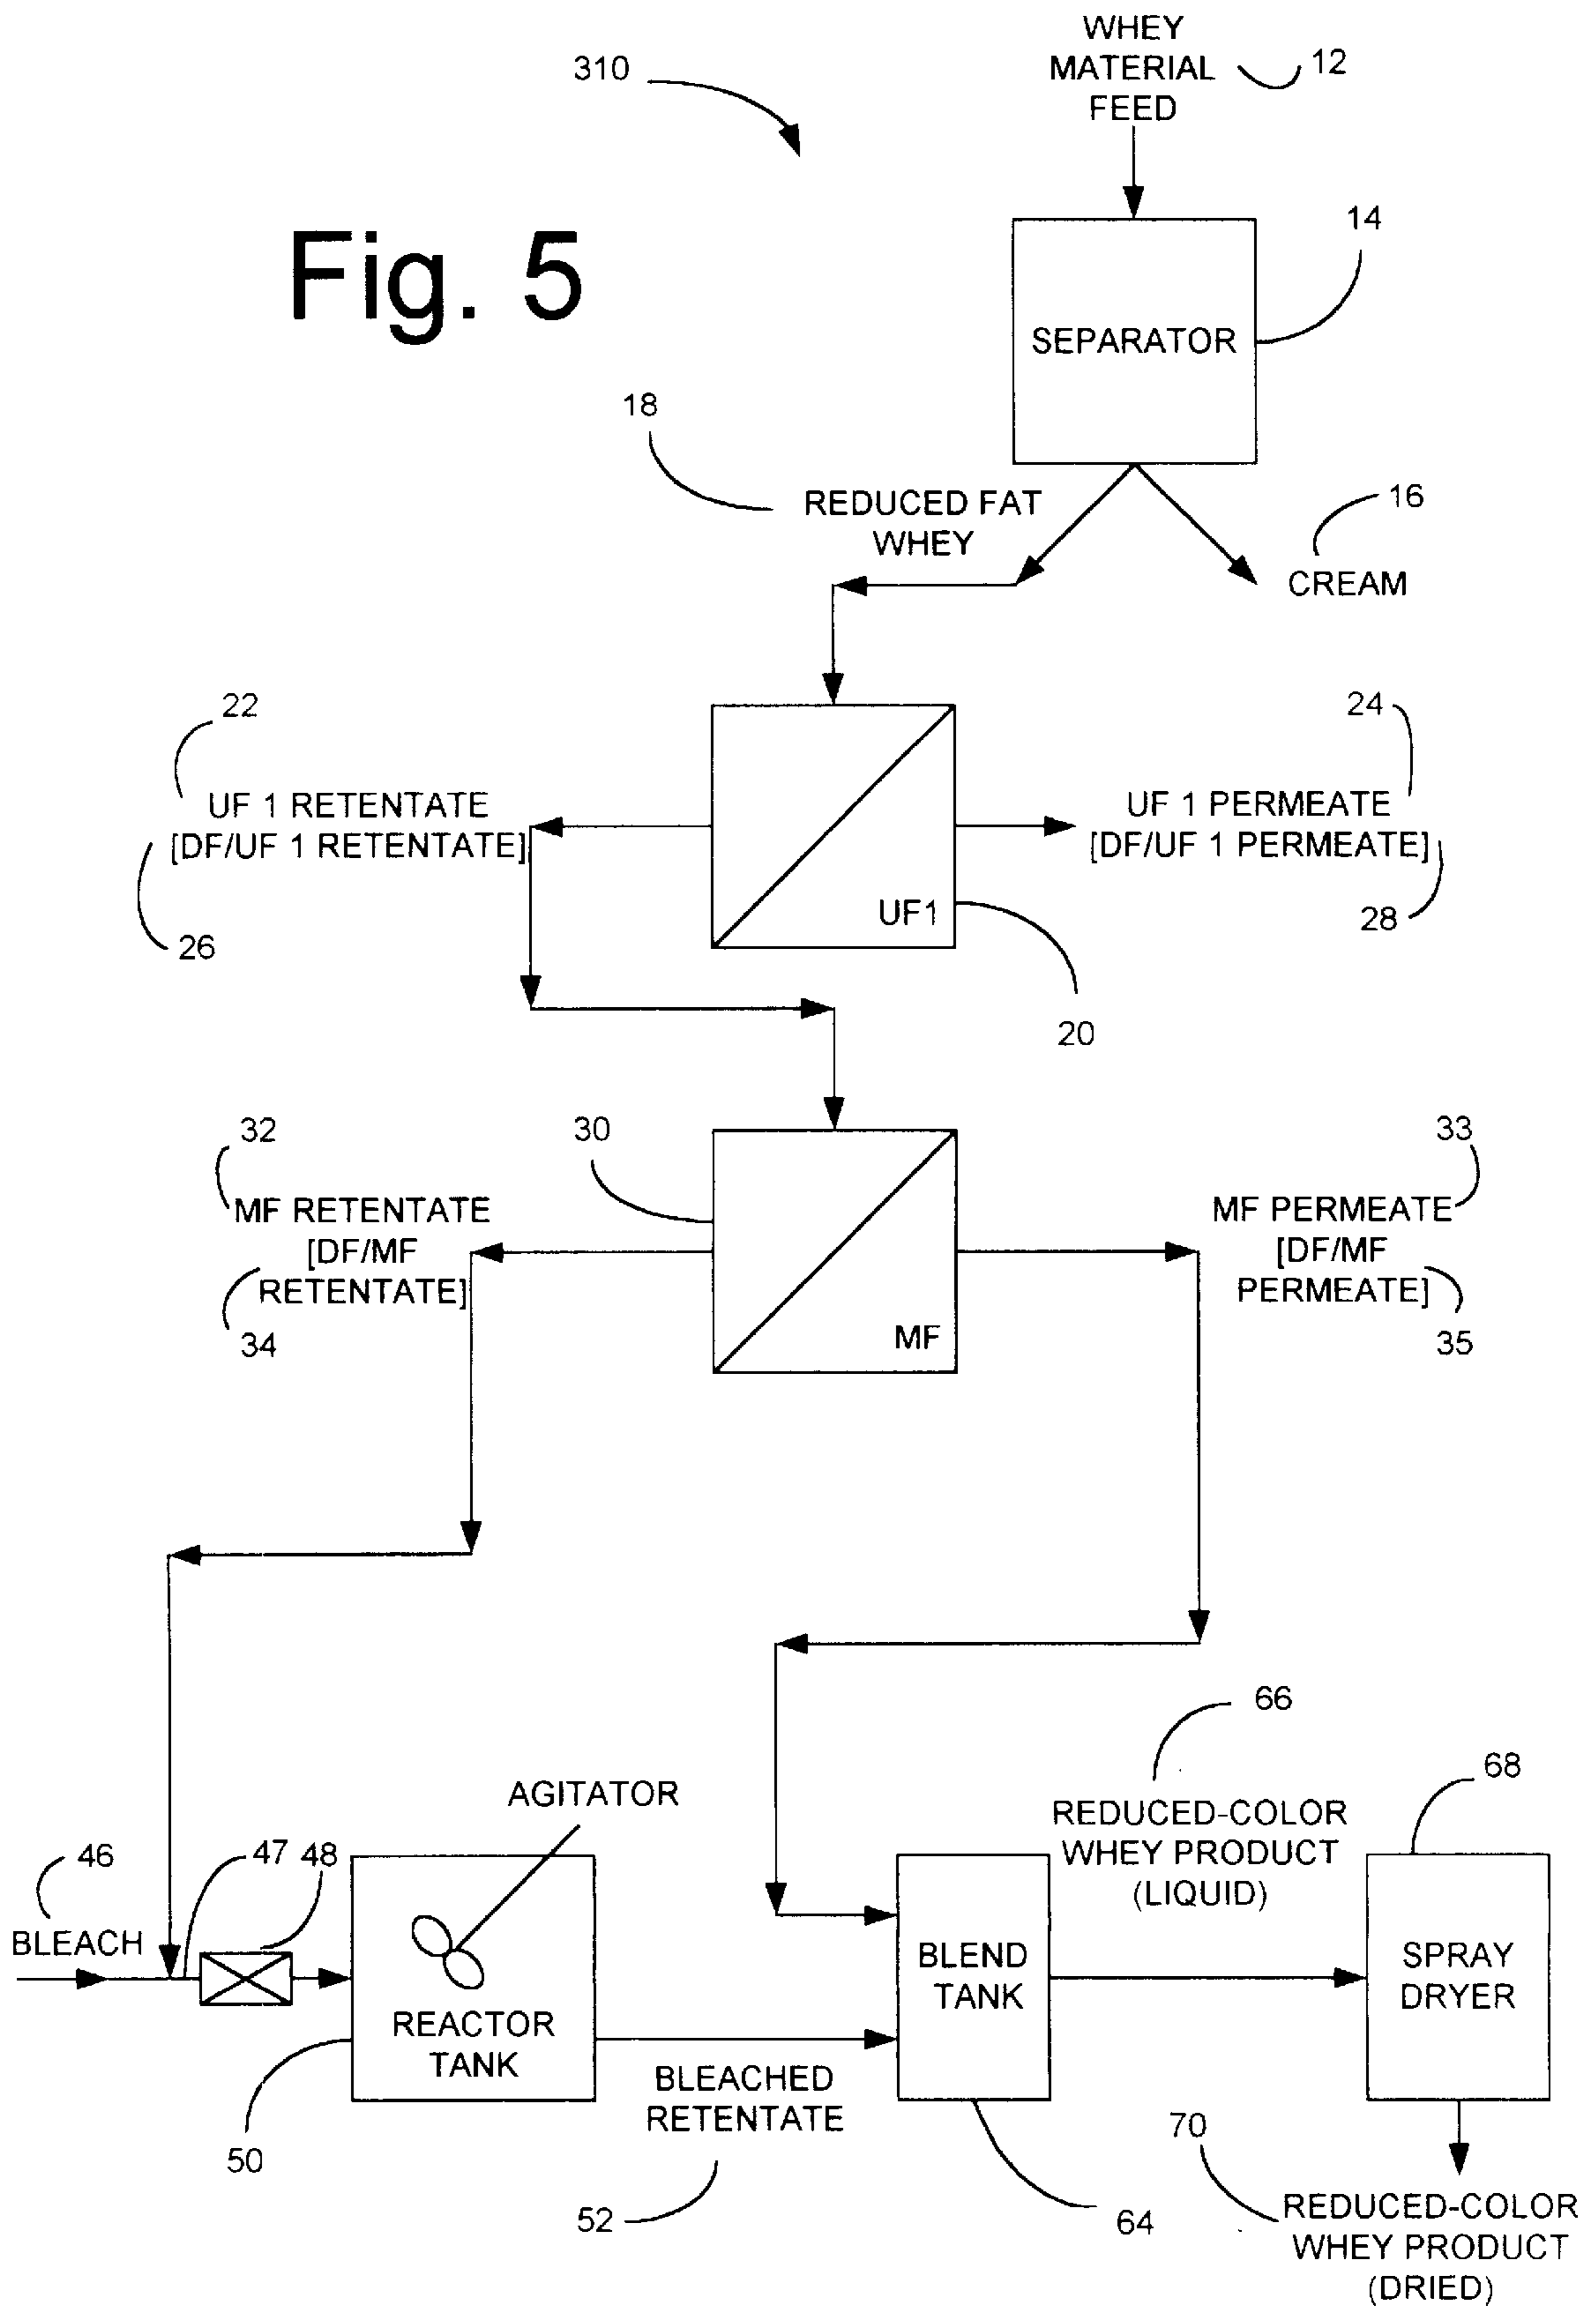 310
WHEY
MATERIAL
FEED
12
Fig. 5
14
SEPARATOR
18
REDUCED FAT
WHEY
16
CREAM
22
24
UF 1 RETENTATE
[DF/UF 1 RETENTATE]
UF 1 PERMEATE
[DF/UF 1 PERMEATE]
UF1
26
28
20
32
30
33
MF RETENTATE
[DF/MF
RETENTATE]
MF PERMEATE
[DF/MF
PERMEATE]
34
MF
35
66
AGITATOR
68
REDUCED-COLOR
WHEY PRODUCT
(LIQUID)
46
47
48
BLEACH
REACTOR
TANK
BLEND
TANK
SPRAY
DRYER
BLEACHED
RETENTATE
50
52
64
70
REDUCED-COLOR
WHEY PRODUCT
(DRIED)